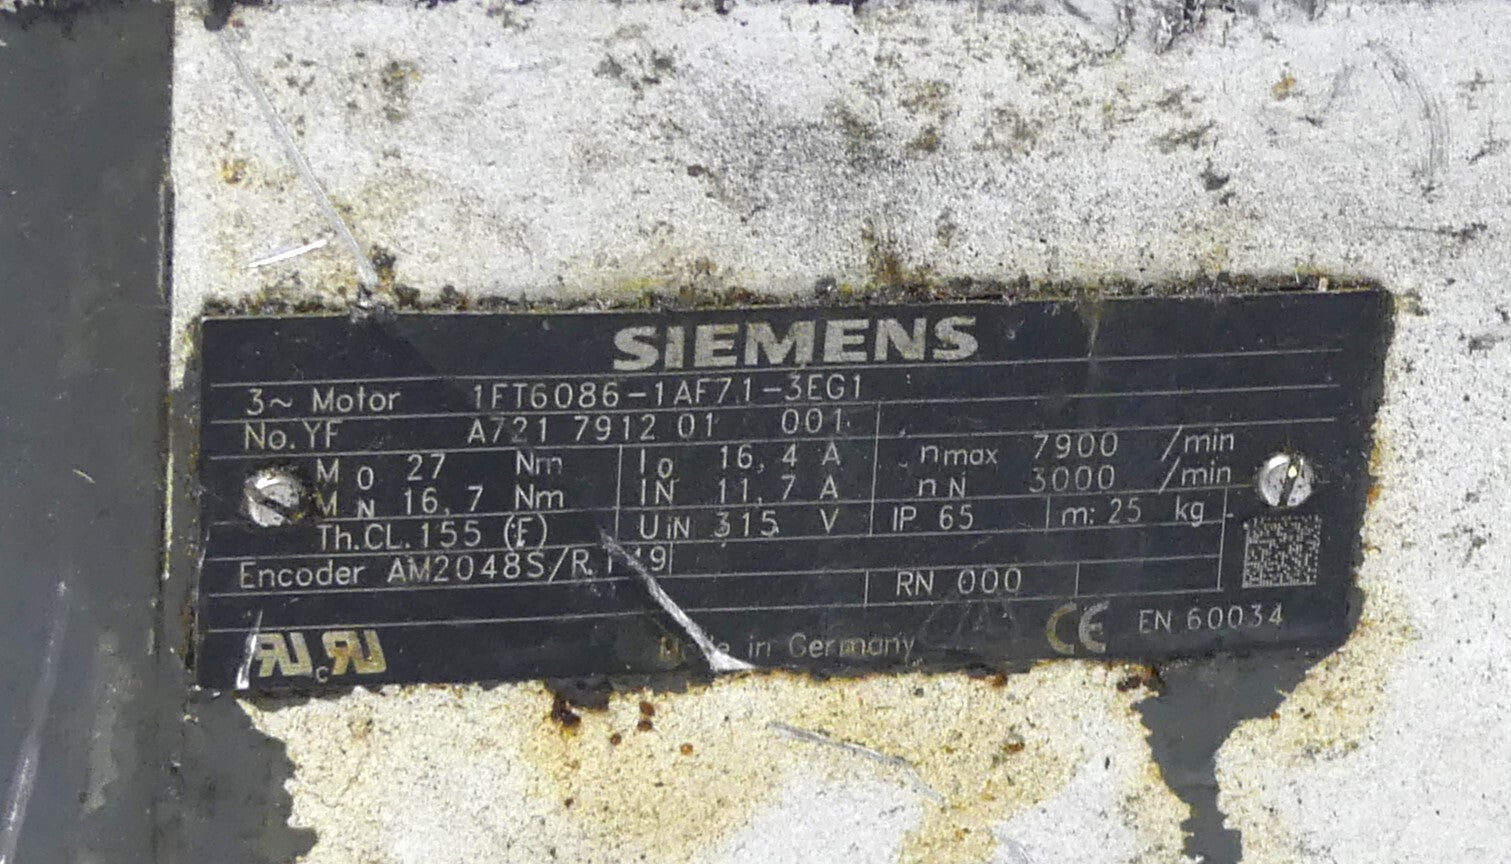 SIEMENS
3~ Motor 1FT6086-1AF71-3EG1
No. YF A721 7912 01 001
M0 27 Nm I0 16,4 A nmax 7900 /min
MN 16,7 Nm IN 11,7 A nN 3000 /min
Th.CL.155 (F) UiN 315 V IP 65 m: 25 kg
Encoder AM2048S/R
RN 000
c in Germany CE EN 60034